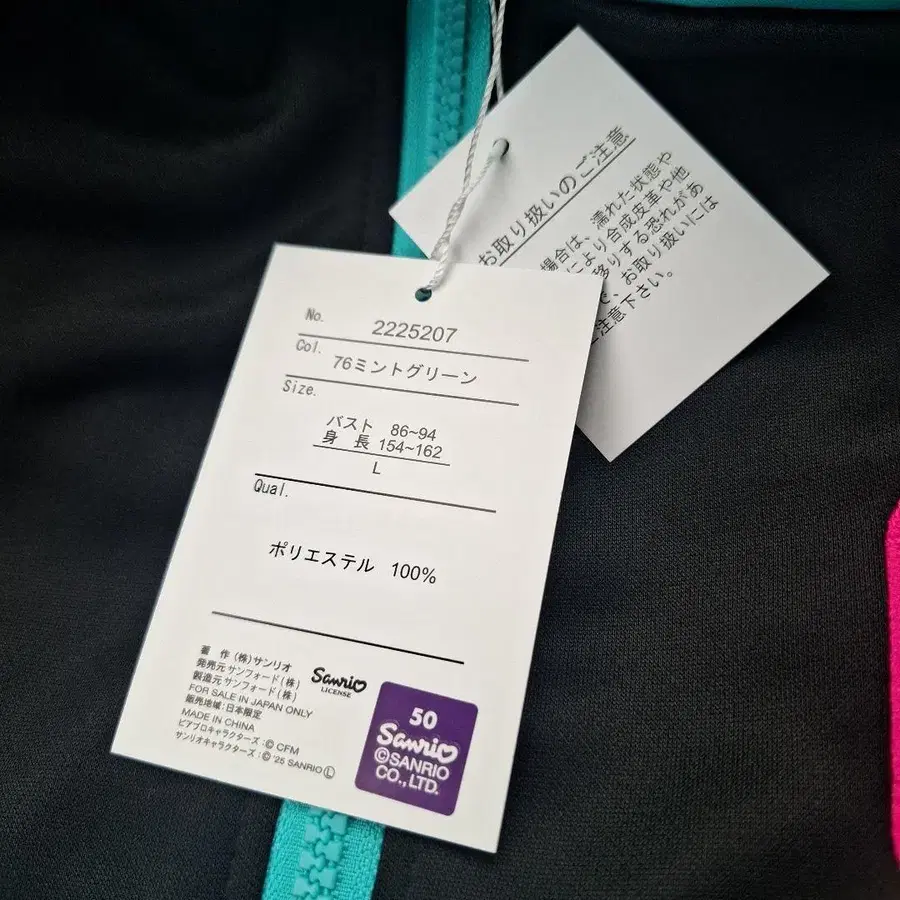 No. 2225207
Col. 76ミントグリーン
Size.
バスト 86~94
身 長 154~162
L
Qual.
ポリエステル 100%
著 作 (株)サンリオ
発売元 サンフォード(株)
製造元 サンフォード(株)
FOR SALE IN JAPAN ONLY
販売地域:日本限定
MADE IN CHINA
ピアプロキャラクターズ:© CFM
サンリオキャラクターズ:© '25 SANRIO Ⓛ
Sanrio
LICENSE
50
Sanrio
©SANRIO
CO.,LTD.
お取り扱いのご注意
場合は、 濡れた状態や
により合成皮革や他
移りする恐れがあ
で、お取り扱いには
注意下さい。